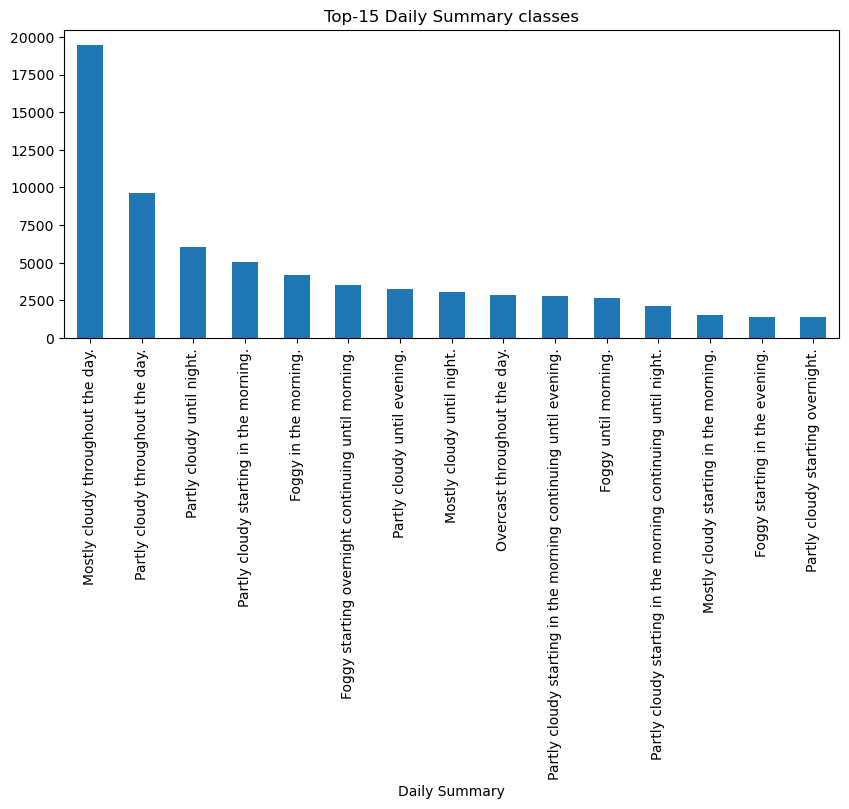 Top-15 Daily Summary classes
20000
17500
15000
12500
10000
7500
5000
2500
0
Mostly cloudy throughout the day.
Partly cloudy throughout the day.
Partly cloudy until night.
Partly cloudy starting in the morning.
Foggy in the morning.
Foggy starting overnight continuing until morning.
Partly cloudy until evening.
Mostly cloudy until night.
Overcast throughout the day.
Partly cloudy starting in the morning continuing until evening.
Foggy until morning.
Partly cloudy starting in the morning continuing until night.
Mostly cloudy starting in the morning.
Foggy starting in the evening.
Partly cloudy starting overnight.
Daily Summary